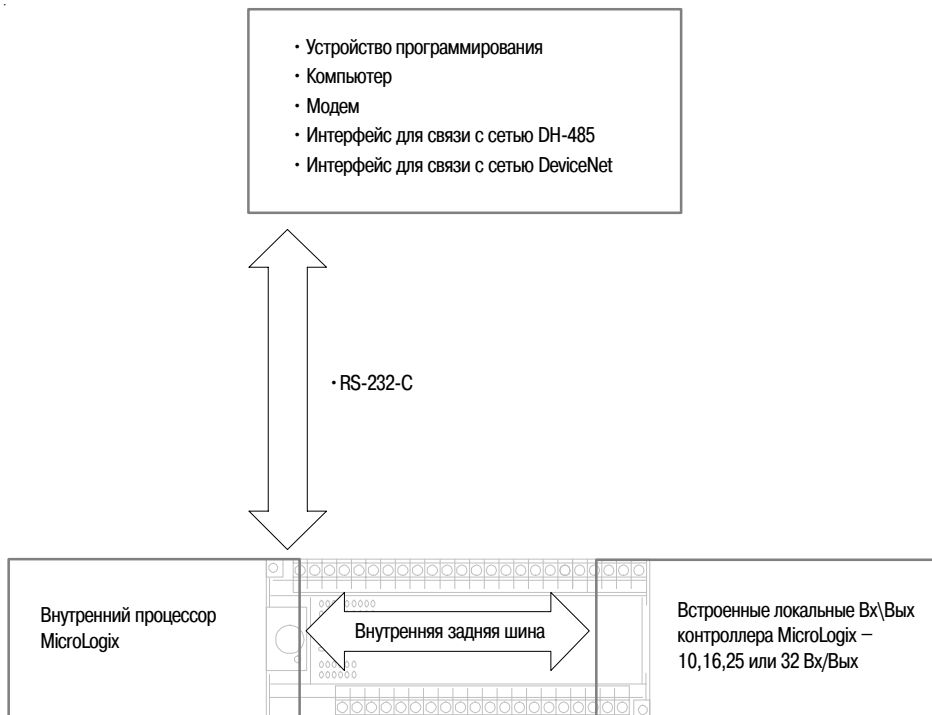 · Устройство программирования
· Компьютер
· Модем
· Интерфейс для связи с сетью DH-485
· Интерфейс для связи с сетью DeviceNet
· RS-232-C
Внутренний процессор
MicroLogix
Внутренняя задняя шина
Встроенные локальные Вх\Вых
контроллера MicroLogix –
10,16,25 или 32 Вх/Вых